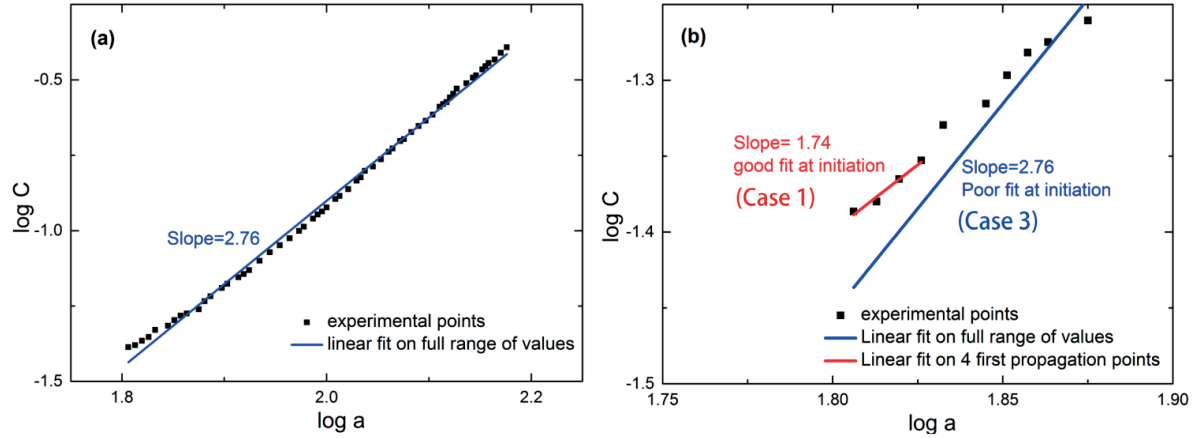 (a)
log C
-0.5
-1.0
-1.5
Slope=2.76
experimental points
linear fit on full range of values
1.8
2.0
2.2
log a
(b)
log C
-1.3
-1.4
-1.5
Slope= 1.74
good fit at initiation
(Case 1)
Slope=2.76
Poor fit at initiation
(Case 3)
experimental points
Linear fit on full range of values
Linear fit on 4 first propagation points
1.75
1.80
1.85
1.90
log a